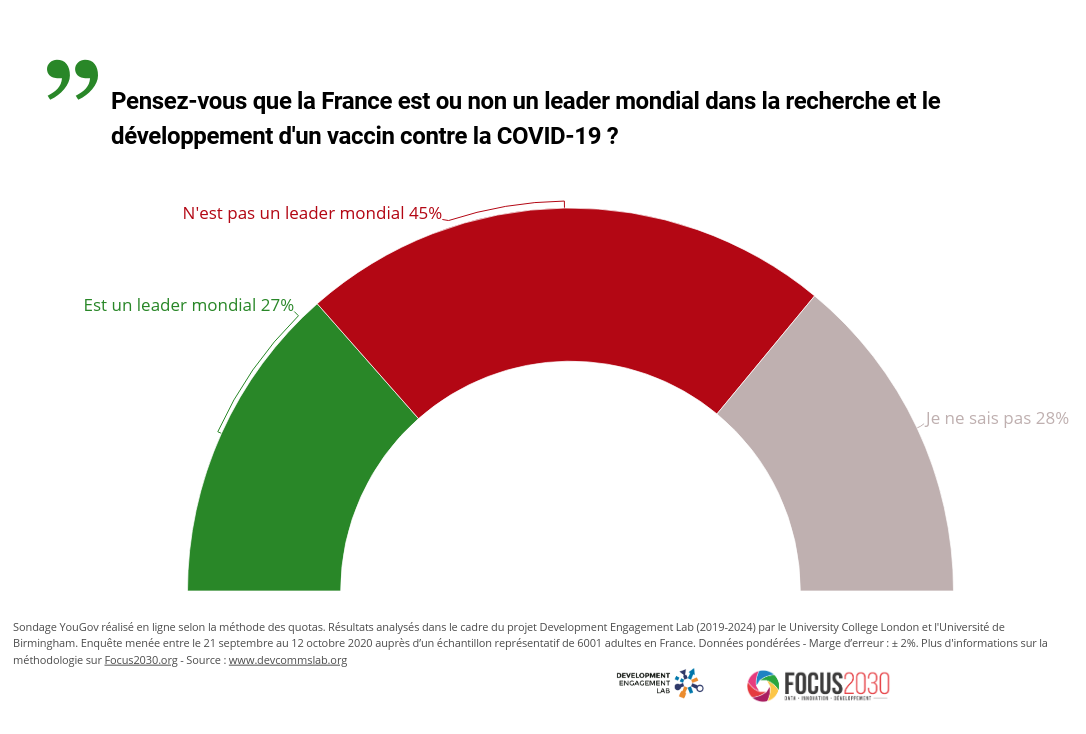 ”
Pensez-vous que la France est ou non un leader mondial dans la recherche et le
développement d'un vaccin contre la COVID-19 ?
N'est pas un leader mondial 45%
Est un leader mondial 27%
Je ne sais pas 28%
Sondage YouGov réalisé en ligne selon la méthode des quotas. Résultats analysés dans le cadre du projet Development Engagement Lab (2019-2024) par le University College London et l'Université de
Birmingham. Enquête menée entre le 21 septembre au 12 octobre 2020 auprès d’un échantillon représentatif de 6001 adultes en France. Données pondérées - Marge d’erreur : ± 2%. Plus d'informations sur la
méthodologie sur Focus2030.org - Source : www.devcommslab.org
DEVELOPMENT
ENGAGEMENT
LAB
FOCUS2030
DATA • INNOVATION • DÉVELOPPEMENT